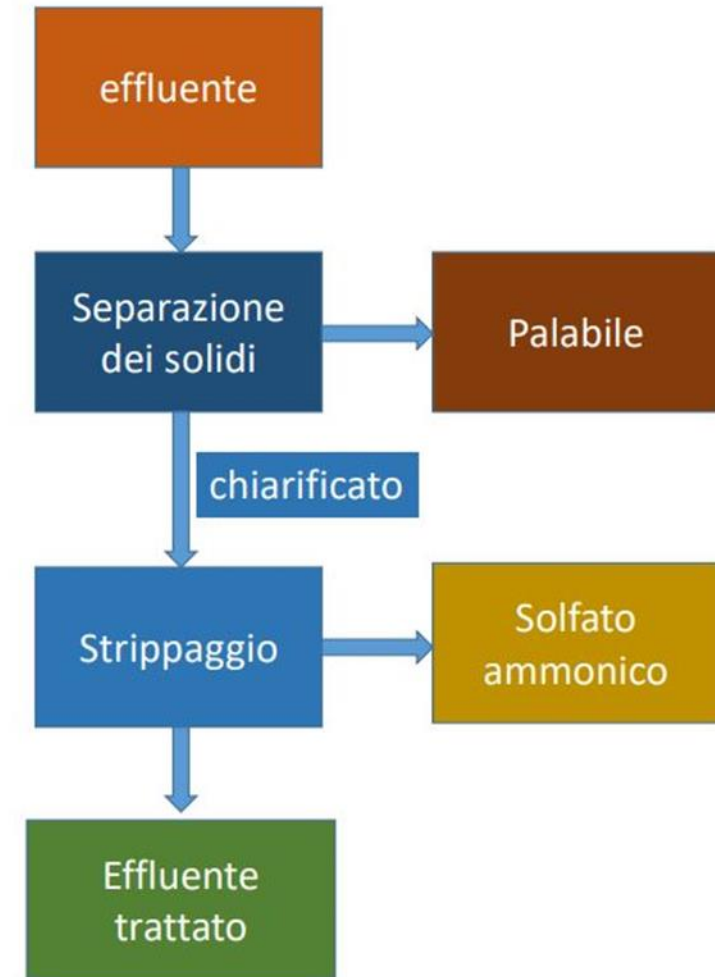 effluente
Separazione
dei solidi
Palabile
chiarificato
Strippaggio
Solfato
ammonico
Effluente
trattato